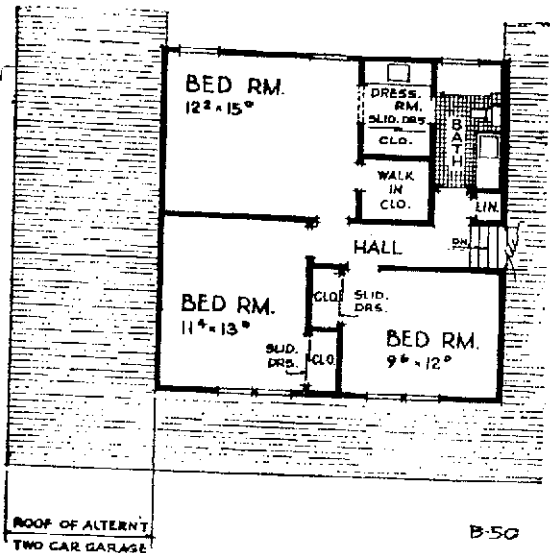 BED RM.
12² x 15⁰
DRESS.
RM.
SLID. DRS.
CLO.
BATH
WALK
IN
CLO.
LIN.
HALL
DN.
BED RM.
11⁴ x 13⁰
CLO.
SLID.
DRS.
SLID.
DRS.
CLO.
BED RM.
9⁶ x 12⁰
ROOF OF ALTERN'T
TWO CAR GARAGE
B-50